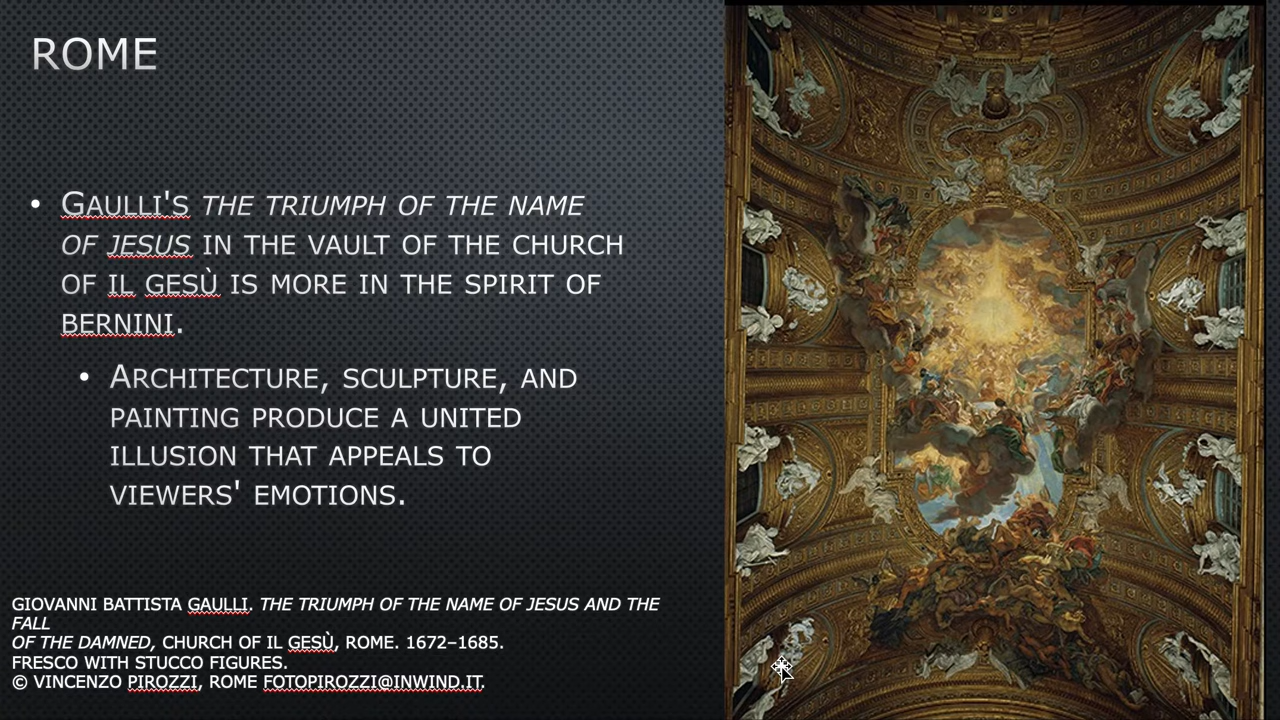 ROME
• GAULLI'S THE TRIUMPH OF THE NAME
OF JESUS IN THE VAULT OF THE CHURCH
OF IL GESÙ IS MORE IN THE SPIRIT OF
BERNINI.
• ARCHITECTURE, SCULPTURE, AND
PAINTING PRODUCE A UNITED
ILLUSION THAT APPEALS TO
VIEWERS' EMOTIONS.
GIOVANNI BATTISTA GAULLI. THE TRIUMPH OF THE NAME OF JESUS AND THE
FALL
OF THE DAMNED, CHURCH OF IL GESÙ, ROME. 1672–1685.
FRESCO WITH STUCCO FIGURES.
© VINCENZO PIROZZI, ROME FOTOPIROZZI@INWIND.IT.